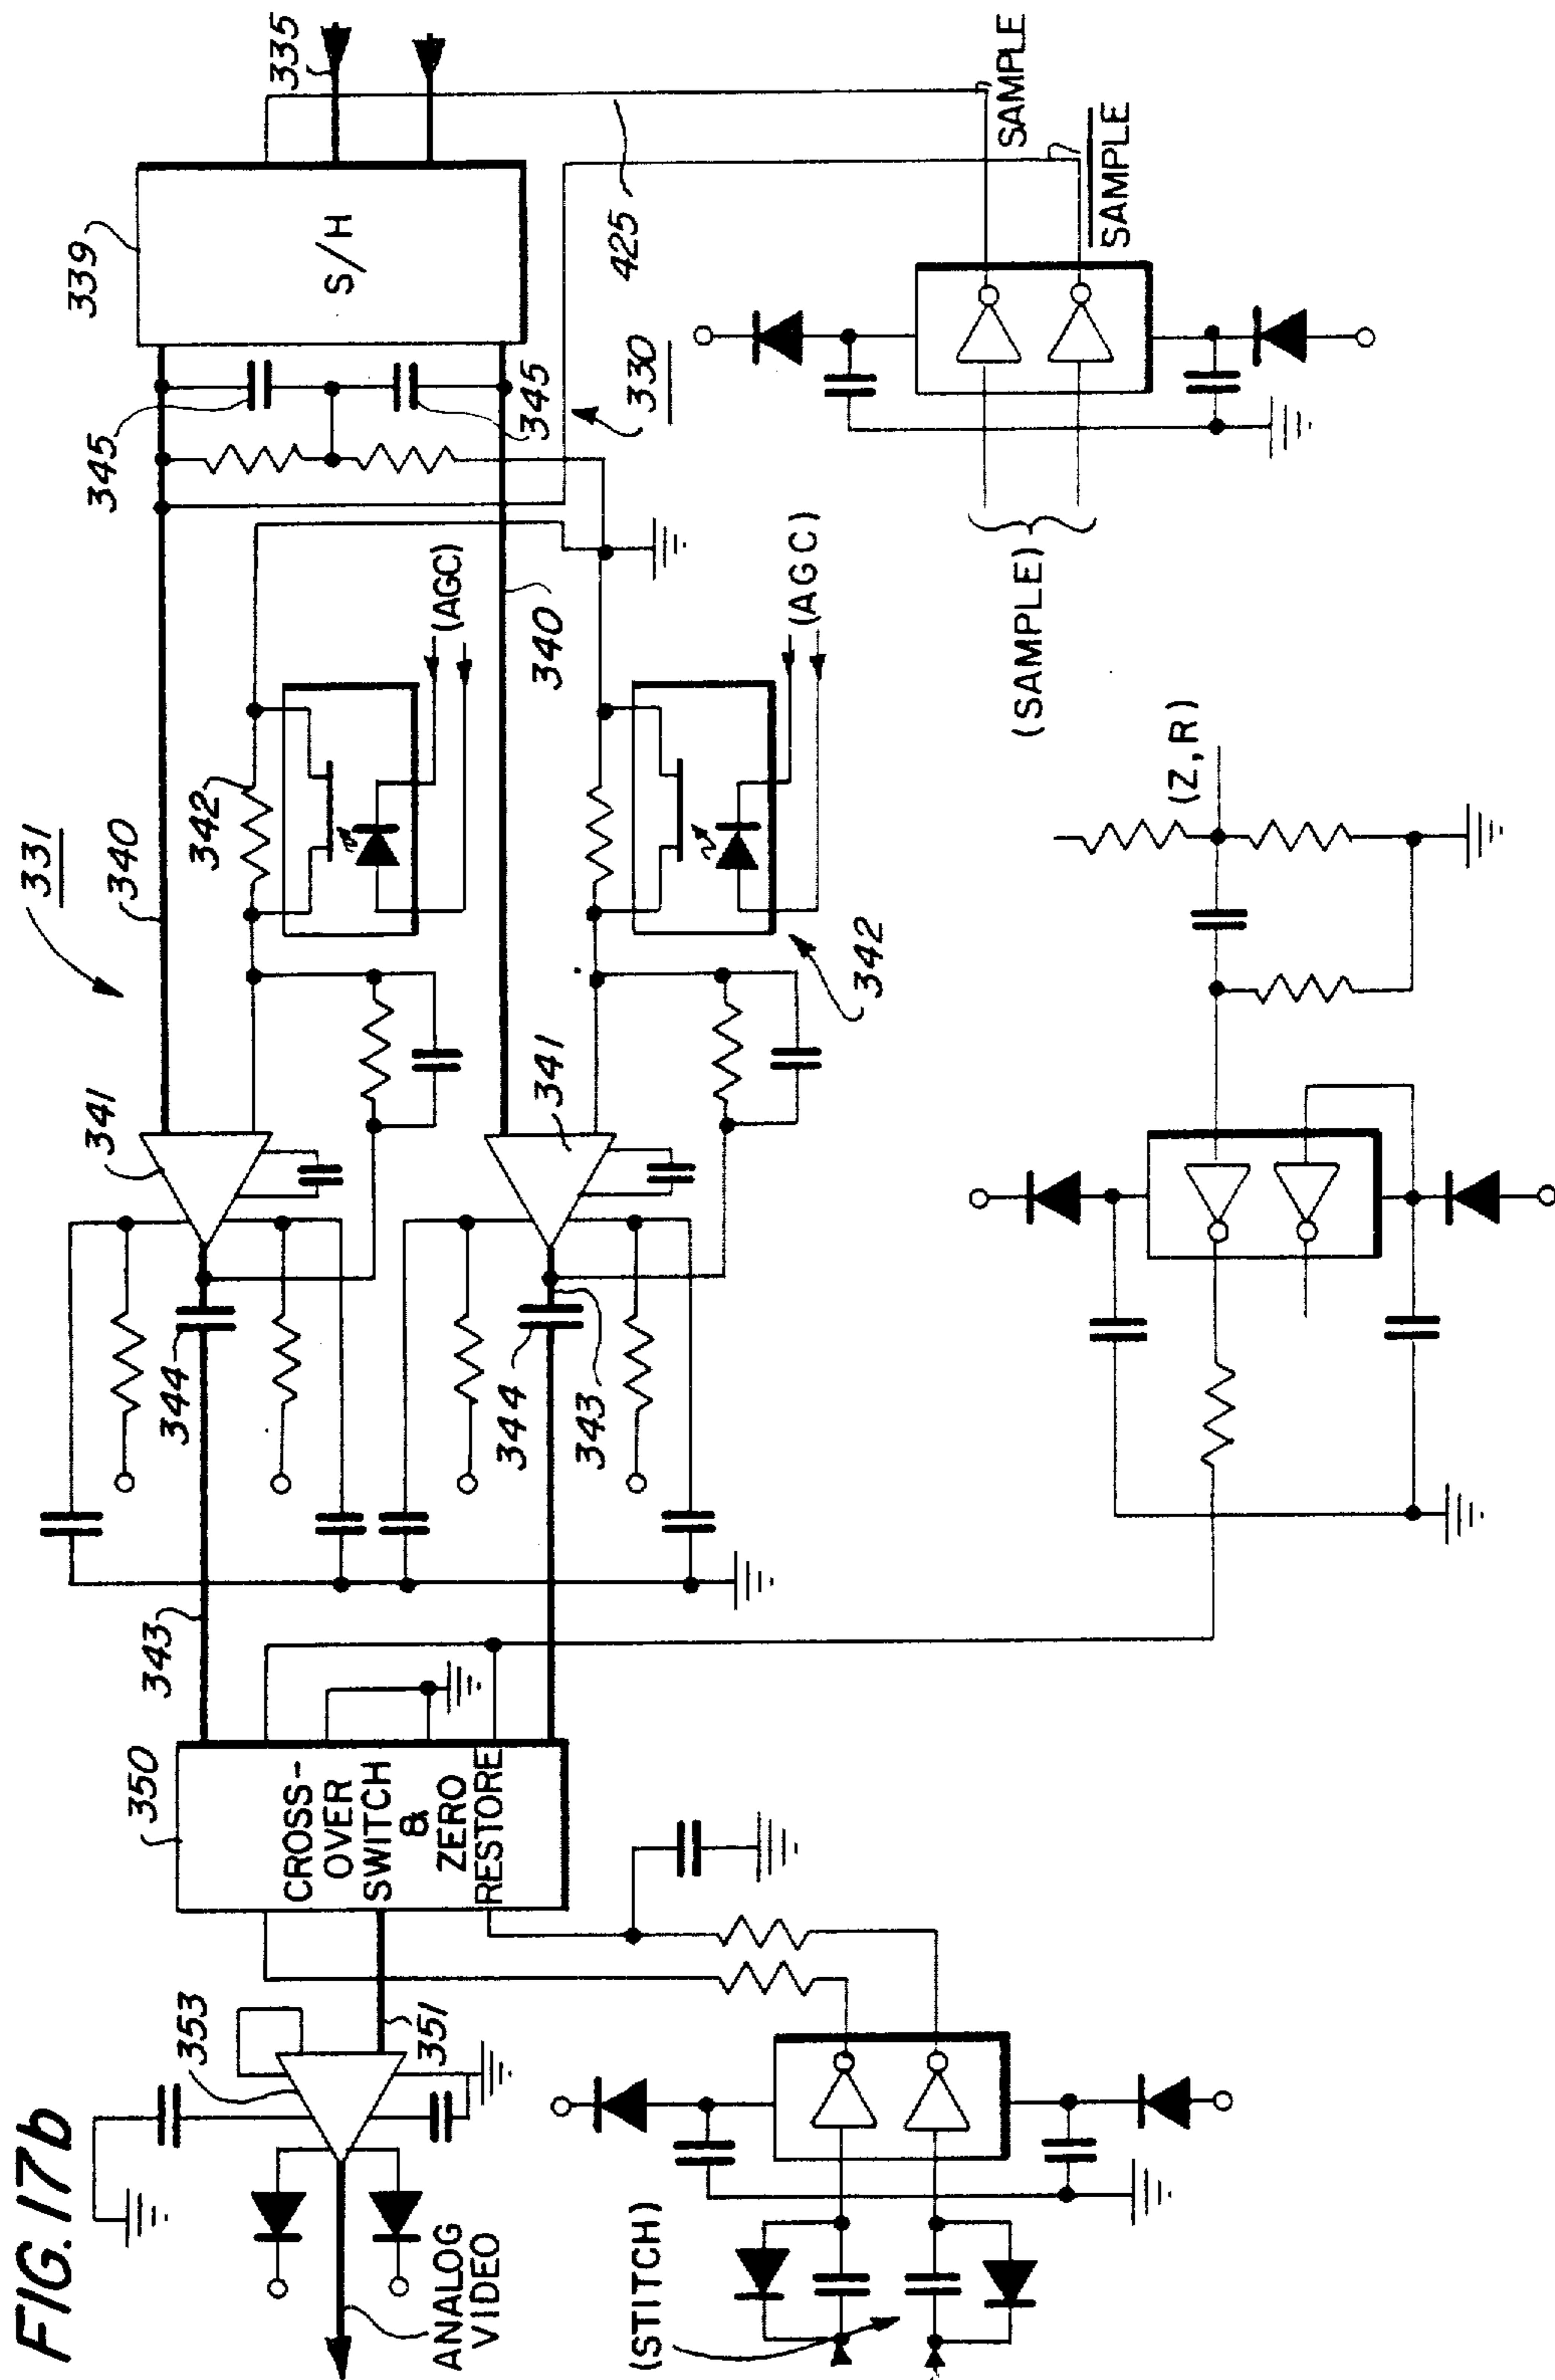 FIG. 17b
331
340
341
344
343
350
353
351
CROSS-
OVER
SWITCH
&
ZERO
RESTORE
ANALOG
VIDEO
(STITCH)
344
343
341
342
342
340
(AGC)
(AGC)
345
345
330
339
S/H
335
425
SAMPLE
SAMPLE
(SAMPLE)
(Z,R)